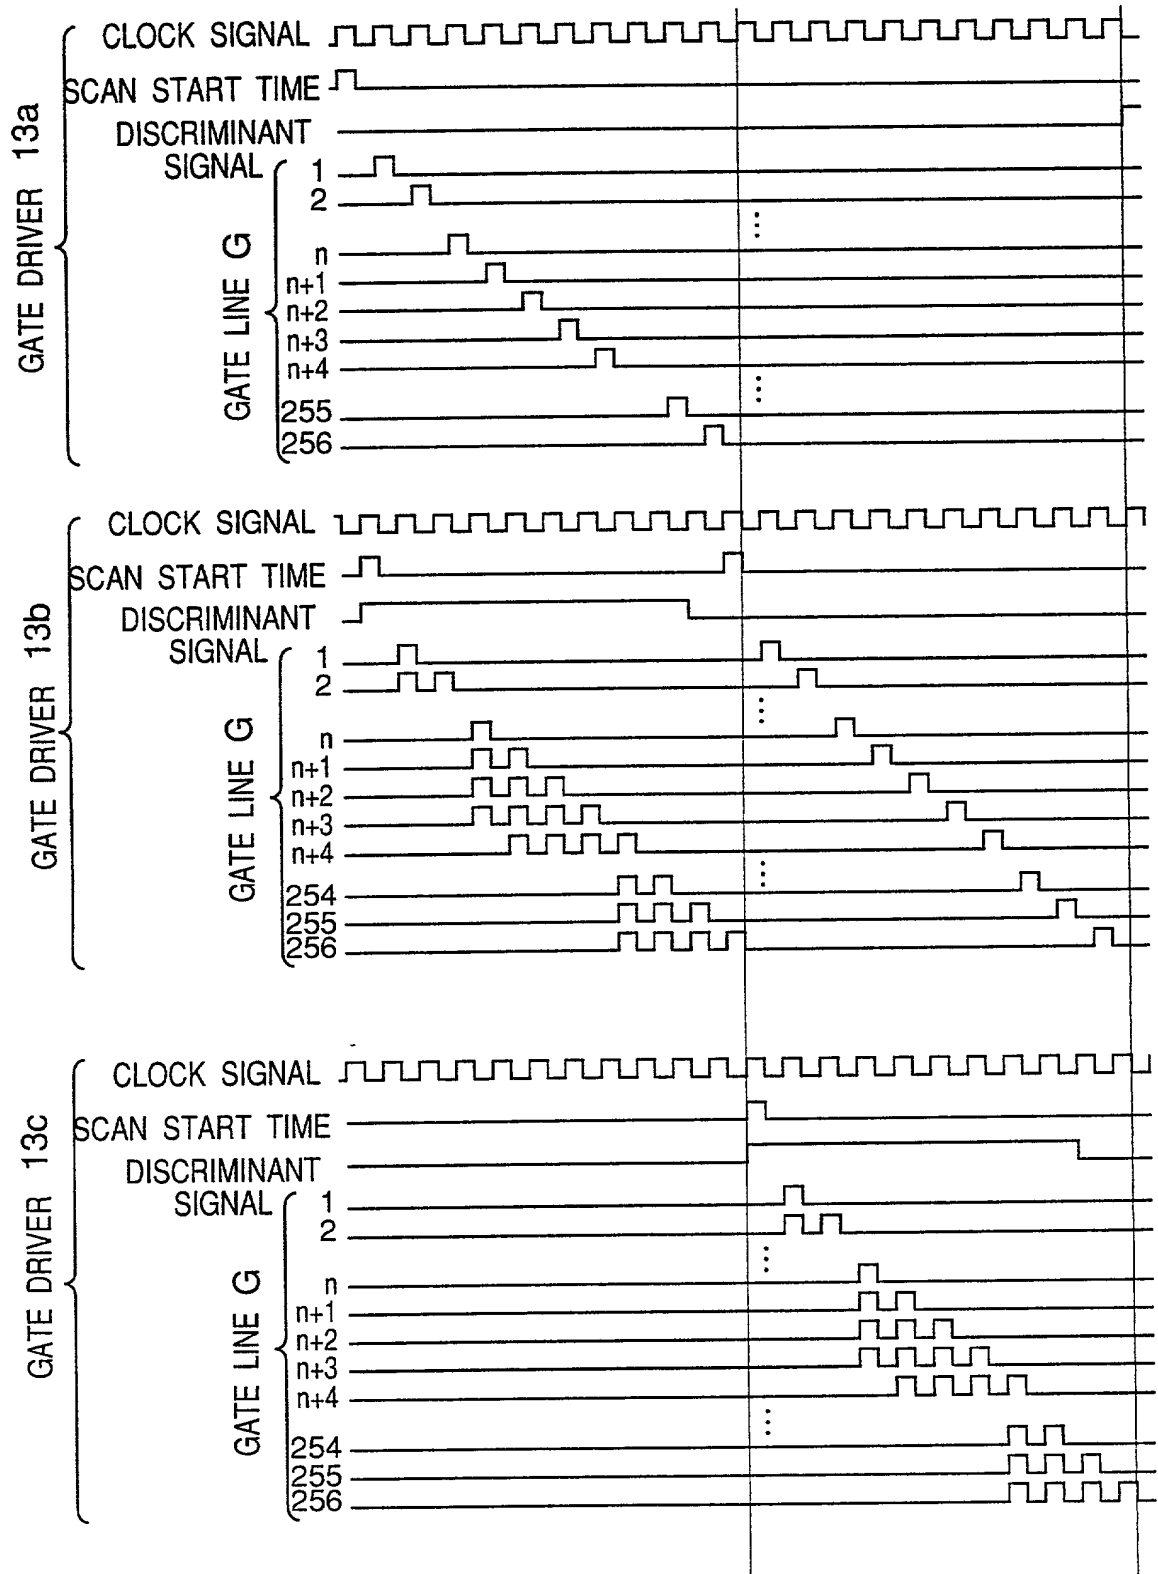 GATE DRIVER 13a
CLOCK SIGNAL
SCAN START TIME
DISCRIMINANT
SIGNAL
GATE LINE G
1
2
n
n+1
n+2
n+3
n+4
255
256
GATE DRIVER 13b
CLOCK SIGNAL
SCAN START TIME
DISCRIMINANT
SIGNAL
GATE LINE G
1
2
n
n+1
n+2
n+3
n+4
254
255
256
GATE DRIVER 13c
CLOCK SIGNAL
SCAN START TIME
DISCRIMINANT
SIGNAL
GATE LINE G
1
2
n
n+1
n+2
n+3
n+4
254
255
256